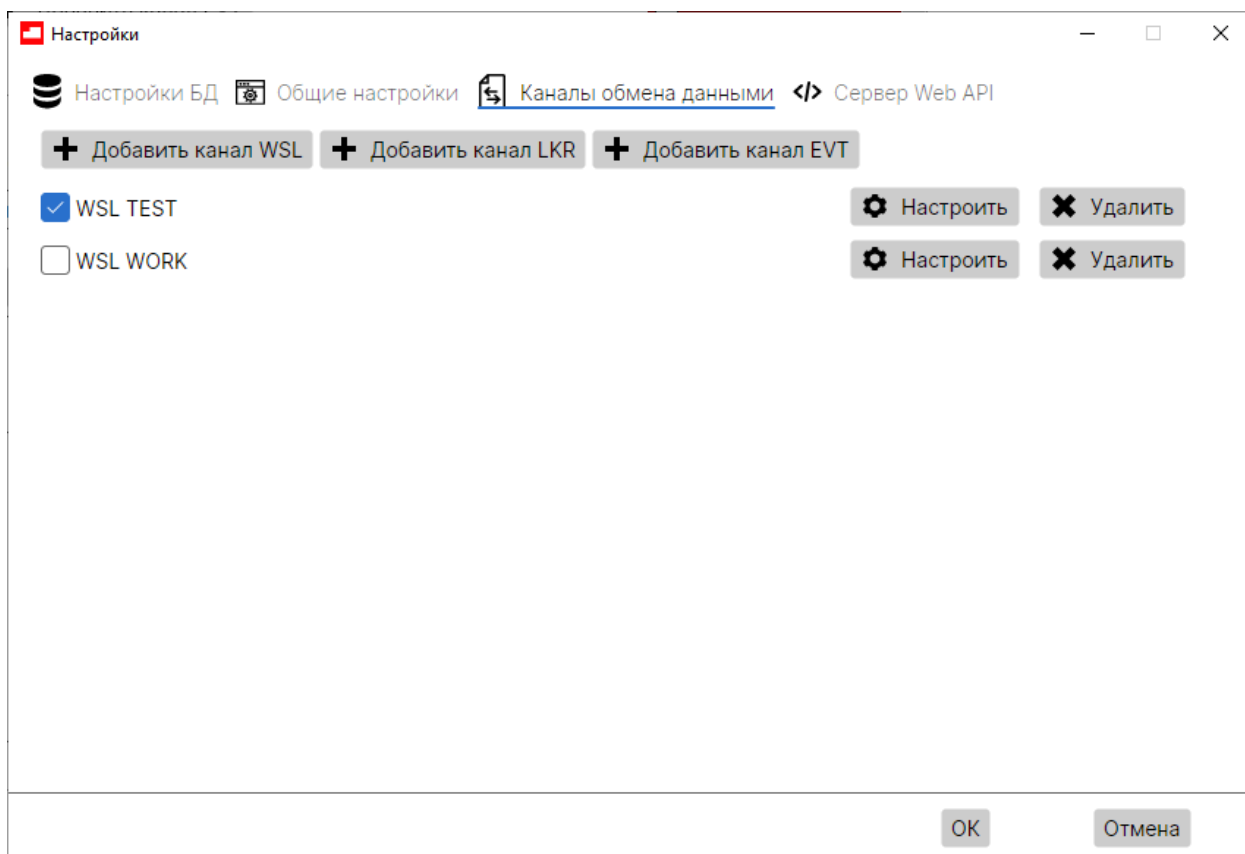 Настройки
Настройки БД Общие настройки Каналы обмена данными </> Сервер Web API
Добавить канал WSL Добавить канал LKR Добавить канал EVT
WSL TEST Настроить Удалить
WSL WORK Настроить Удалить
ОК Отмена